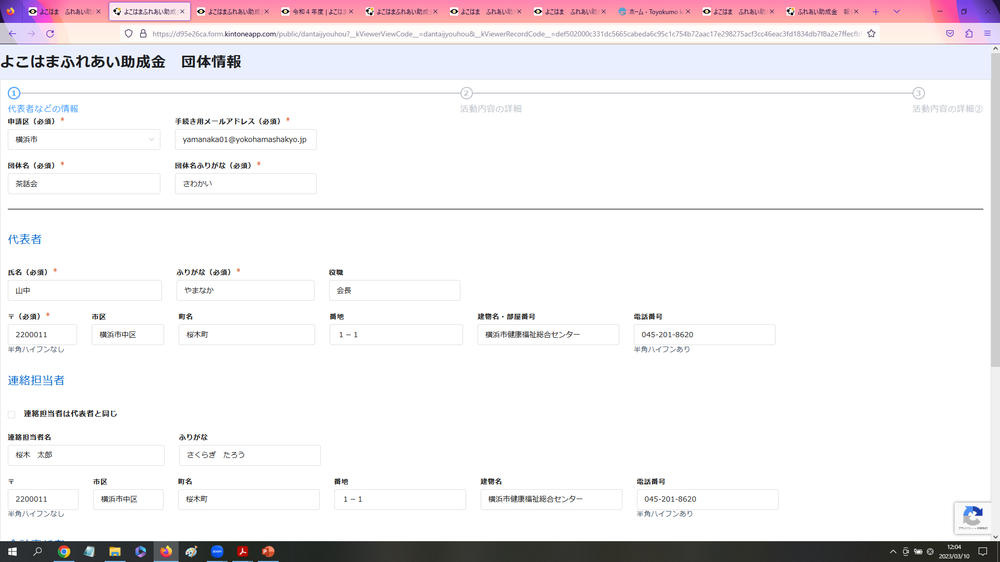 よこはま　ふれあい助
よこはまふれあい助成
よこはまふれあい助成
令和４年度 | よこはま
よこはまふれあい助成
よこはま　ふれあい助
よこはま　ふれあい助
ホーム - Toyokumo k
よこはま　ふれあい助
ふれあい助成金　報
https://d95e26ca.form.kintoneapp.com/public/dantaijyouhou?__kViewerViewCode__=dantaijyouhou&__kViewerRecordCode__=def502000c331dc5665cabeda6c95c1c754b72aac17e298275acf3cc46eac3fd1834db7f8a2e7ffecfbf
よこはまふれあい助成金　団体情報
1 2 3
代表者などの情報 活動内容の詳細 活動内容の詳細②
申請区（必須） * 手続き用メールアドレス（必須） *
横浜市 yamanaka01@yokohamashakyo.jp
団体名（必須） * 団体名ふりがな（必須） *
茶話会 さわかい
代表者
氏名（必須） * ふりがな（必須） * 役職
山中 やまなか 会長
〒（必須） * 市区 町名 番地 建物名・部屋番号 電話番号
2200011 横浜市中区 桜木町 １－１ 横浜市健康福祉総合センター 045-201-8620
半角ハイフンなし 半角ハイフンあり
連絡担当者
連絡担当者は代表者と同じ
連絡担当者名 ふりがな
桜木　太郎 さくらぎ　たろう
〒 市区 町名 番地 建物名 電話番号
2200011 横浜市中区 桜木町 １－１ 横浜市健康福祉総合センター 045-201-8620
半角ハイフンなし 半角ハイフンあり
プライバシー - 利用規約
zoom
12:04
2023/03/10